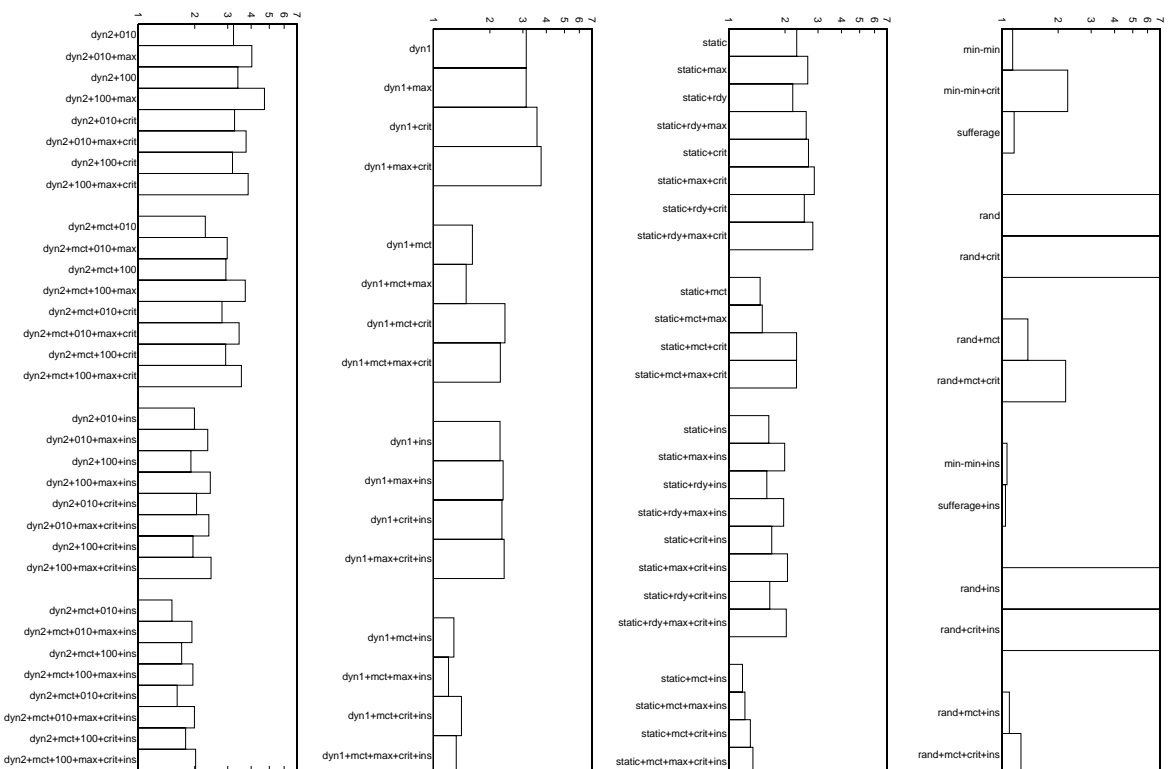 1 2 3 4 5 6 7
dyn2+010
dyn2+010+max
dyn2+100
dyn2+100+max
dyn2+010+crit
dyn2+010+max+crit
dyn2+100+crit
dyn2+100+max+crit
dyn2+mct+010
dyn2+mct+010+max
dyn2+mct+100
dyn2+mct+100+max
dyn2+mct+010+crit
dyn2+mct+010+max+crit
dyn2+mct+100+crit
dyn2+mct+100+max+crit
dyn2+010+ins
dyn2+010+max+ins
dyn2+100+ins
dyn2+100+max+ins
dyn2+010+crit+ins
dyn2+010+max+crit+ins
dyn2+100+crit+ins
dyn2+100+max+crit+ins
dyn2+mct+010+ins
dyn2+mct+010+max+ins
dyn2+mct+100+ins
dyn2+mct+100+max+ins
dyn2+mct+010+crit+ins
dyn2+mct+010+max+crit+ins
dyn2+mct+100+crit+ins
dyn2+mct+100+max+crit+ins
1 2 3 4 5 6 7
dyn1
dyn1+max
dyn1+crit
dyn1+max+crit
dyn1+mct
dyn1+mct+max
dyn1+mct+crit
dyn1+mct+max+crit
dyn1+ins
dyn1+max+ins
dyn1+crit+ins
dyn1+max+crit+ins
dyn1+mct+ins
dyn1+mct+max+ins
dyn1+mct+crit+ins
dyn1+mct+max+crit+ins
1 2 3 4 5 6 7
static
static+max
static+rdy
static+rdy+max
static+crit
static+max+crit
static+rdy+crit
static+rdy+max+crit
static+mct
static+mct+max
static+mct+crit
static+mct+max+crit
static+ins
static+max+ins
static+rdy+ins
static+rdy+max+ins
static+crit+ins
static+max+crit+ins
static+rdy+crit+ins
static+rdy+max+crit+ins
static+mct+ins
static+mct+max+ins
static+mct+crit+ins
static+mct+max+crit+ins
1 2 3 4 5 6 7
min-min
min-min+crit
sufferage
rand
rand+crit
rand+mct
rand+mct+crit
min-min+ins
sufferage+ins
rand+ins
rand+crit+ins
rand+mct+ins
rand+mct+crit+ins